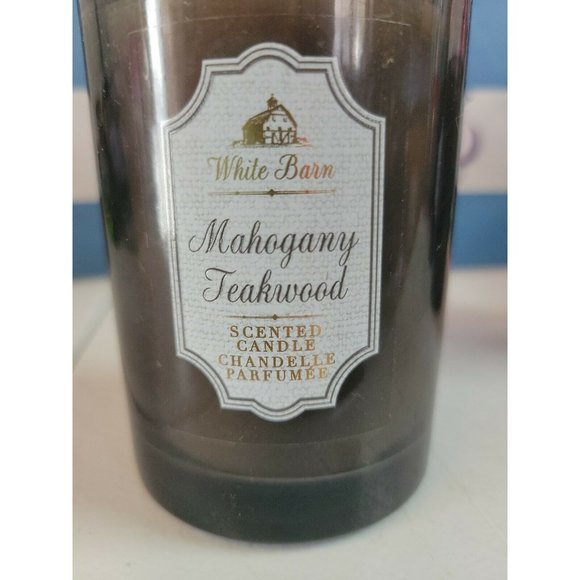 White Barn
Mahogany
Teakwood
SCENTED
CANDLE
CHANDELLE
PARFUMÉE